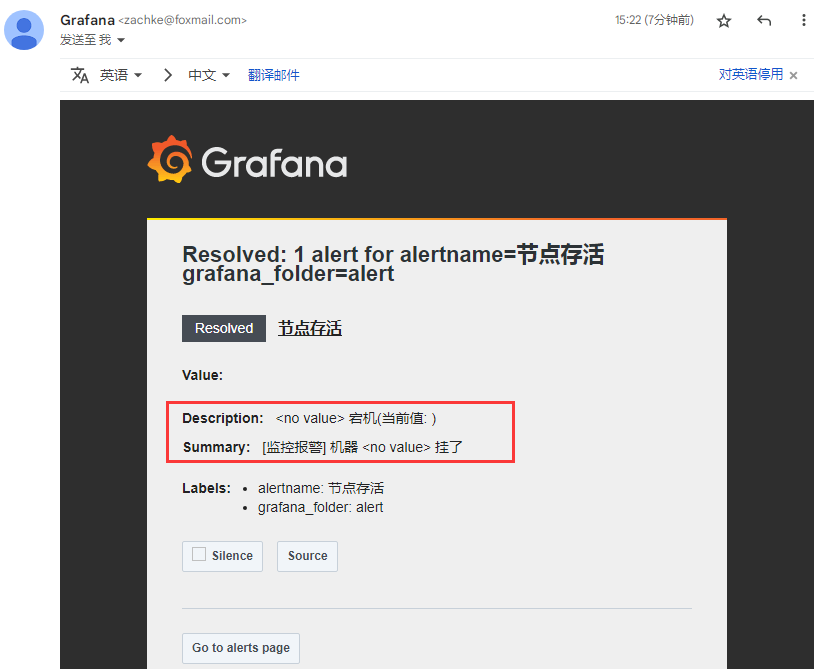 Grafana <zachke@foxmail.com>
15:22 (7分钟前)
发送至 我
英语 中文 翻译邮件
对英语停用
Grafana
Resolved: 1 alert for alertname=节点存活
grafana_folder=alert
Resolved 节点存活
Value:
Description: <no value> 宕机(当前值: )
Summary: [监控报警] 机器 <no value> 挂了
Labels: • alertname: 节点存活
• grafana_folder: alert
Silence Source
Go to alerts page